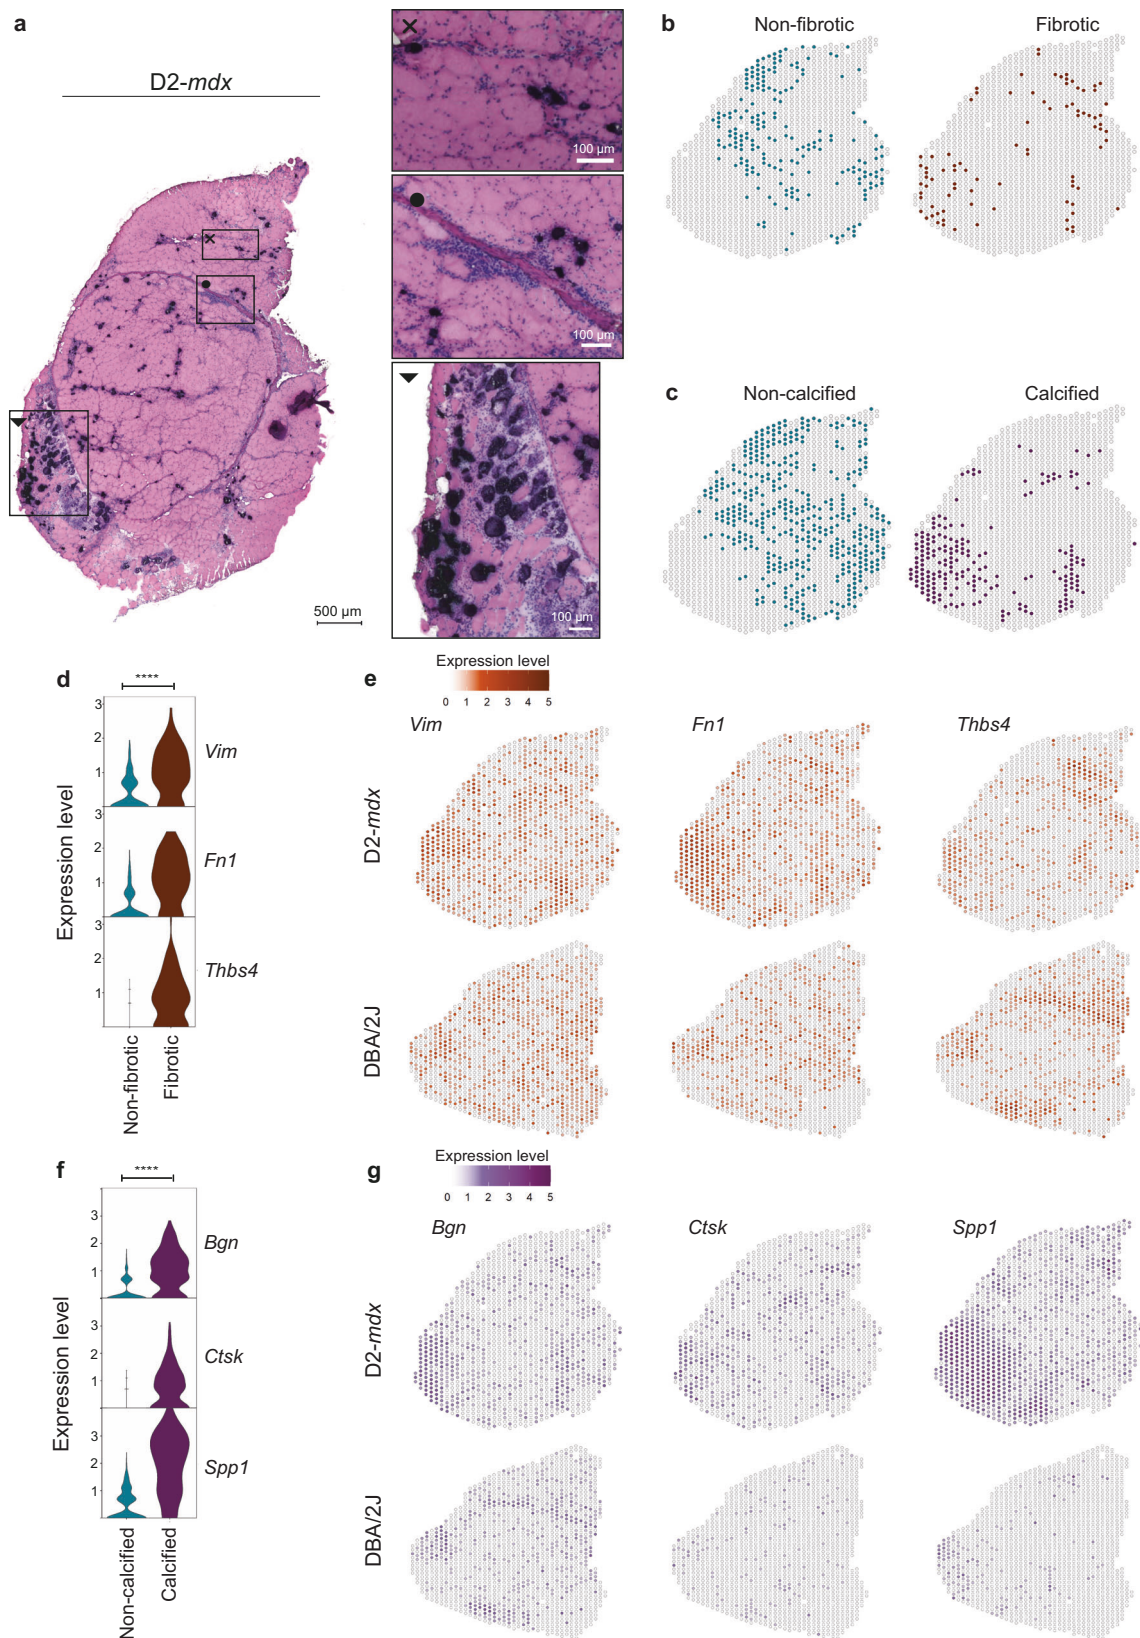 a
D2-mdx
500 µm
100 µm
100 µm
100 µm
b
Non-fibrotic
Fibrotic
c
Non-calcified
Calcified
d
****
Expression level
3
2
1
Vim
3
2
1
Fn1
3
2
1
Thbs4
Non-fibrotic
Fibrotic
e
Expression level
0 1 2 3 4 5
Vim
Fn1
Thbs4
D2-mdx
DBA/2J
f
****
Expression level
3
2
1
Bgn
3
2
1
Ctsk
3
2
1
Spp1
Non-calcified
Calcified
g
Expression level
0 1 2 3 4 5
Bgn
Ctsk
Spp1
D2-mdx
DBA/2J